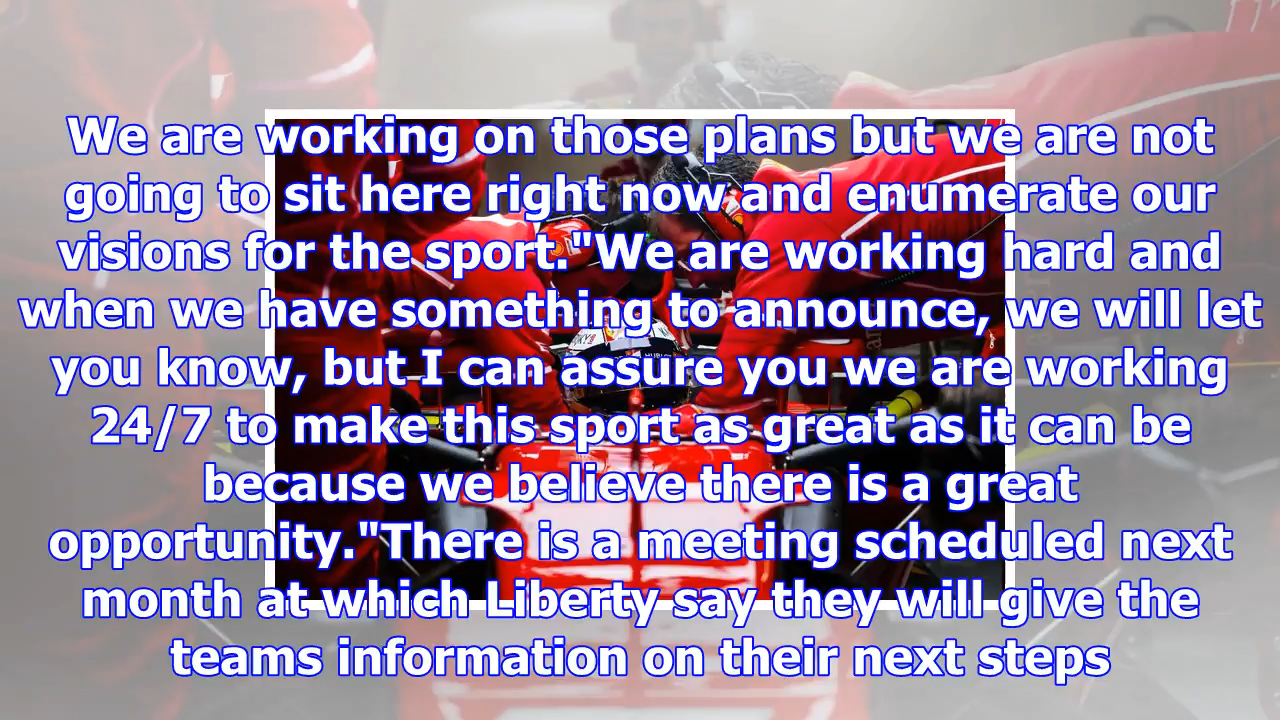 We are working on those plans but we are not
going to sit here right now and enumerate our
visions for the sport."We are working hard and
when we have something to announce, we will let
you know, but I can assure you we are working
24/7 to make this sport as great as it can be
because we believe there is a great
opportunity."There is a meeting scheduled next
month at which Liberty say they will give the
teams information on their next steps